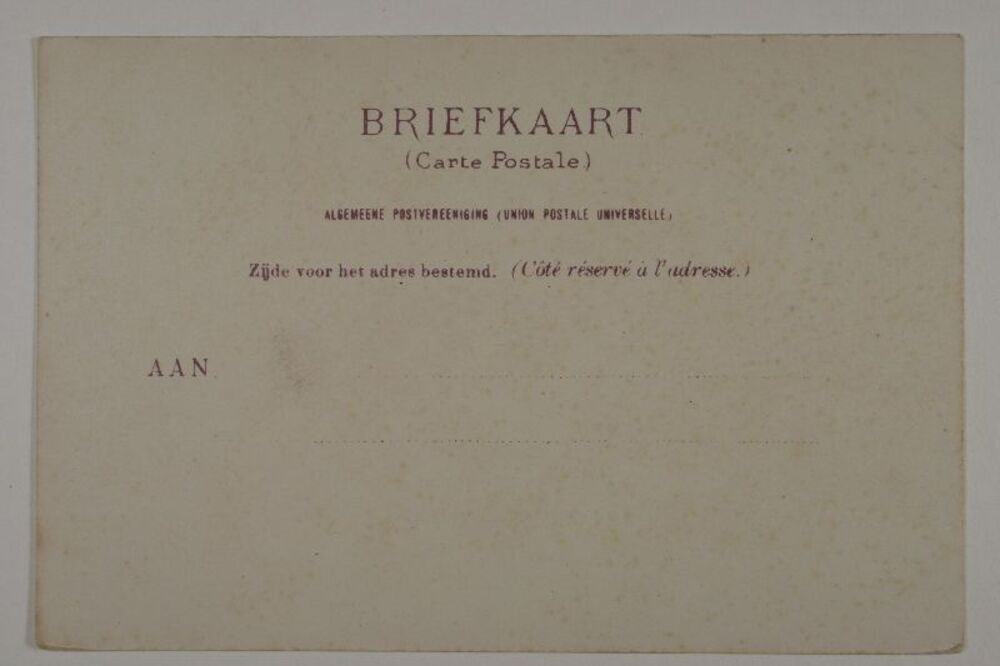 BRIEFKAART
(Carte Postale)
ALGEMEENE POSTVEREENIGING (UNION POSTALE UNIVERSELLE)
Zijde voor het adres bestemd. (Côté réservé à l'adresse.)
AAN